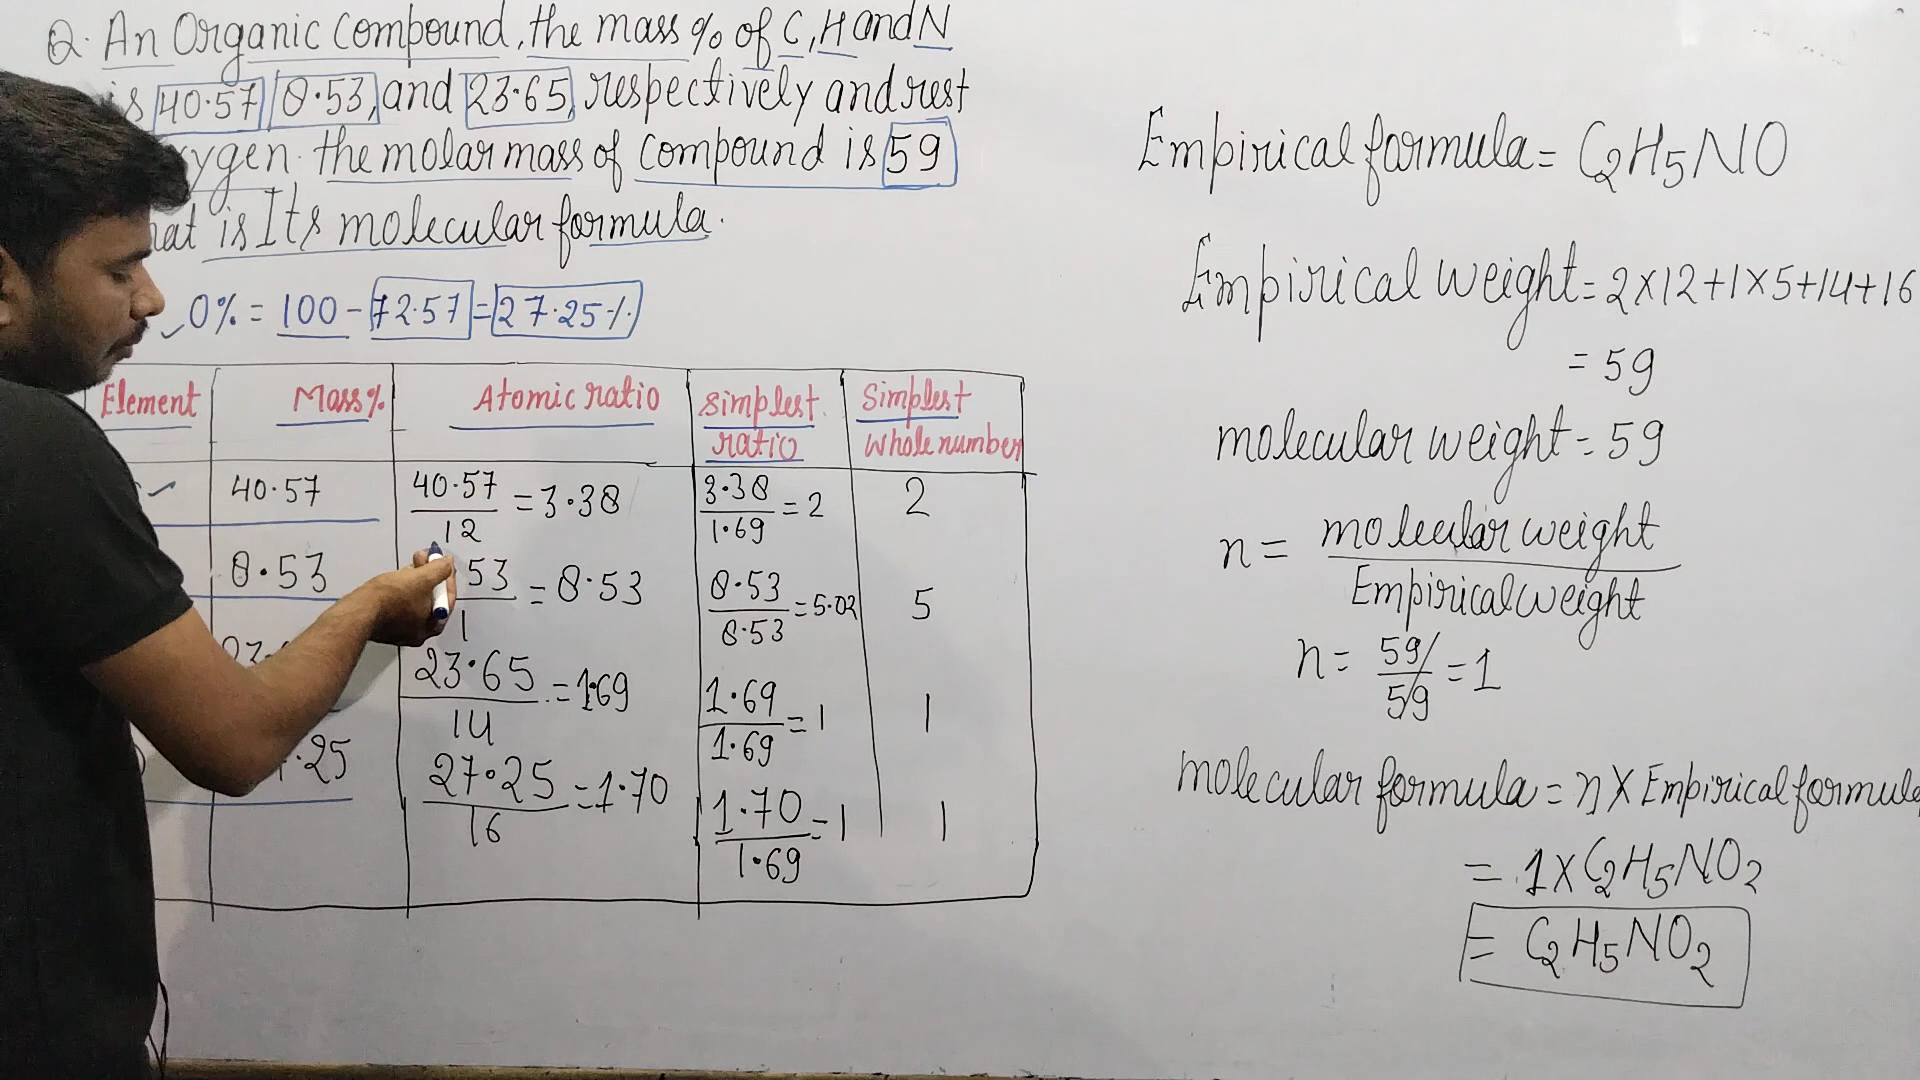 Q. An Organic compound, the mass % of C, H and N
is 40.57, 8.53, and 23.65, respectively and rest
xygen. the molar mass of compound is 59
hat is Its molecular formula.
O% = 100 - 72.57 = 27.25%
Element Mass% Atomic ratio Simplest ratio Simplest whole number
40.57 40.57/12 = 3.38 3.38/1.69 = 2 2
8.53 53/1 = 8.53 8.53/8.53 = 5.02 5
23. 23.65/14 = 1.69 1.69/1.69 = 1 1
.25 27.25/16 = 1.70 1.70/1.69 = 1 1
Empirical formula = C2H5NO
Empirical weight = 2×12+1×5+14+16
= 59
molecular weight = 59
n = molecular weight / Empirical weight
n = 59/59 = 1
molecular formula = n × Empirical formula
= 1×C2H5NO2
= C2H5NO2